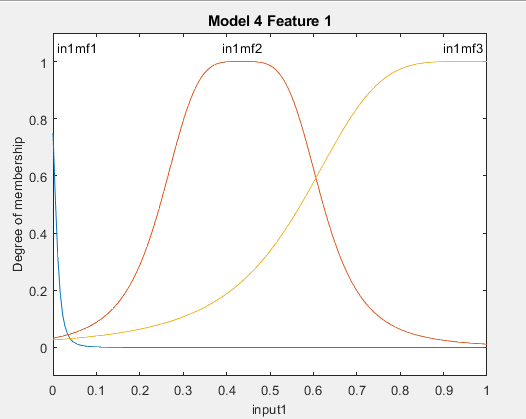 Model 4 Feature 1
in1mf1 in1mf2 in1mf3
Degree of membership
1
0.8
0.6
0.4
0.2
0
0 0.1 0.2 0.3 0.4 0.5 0.6 0.7 0.8 0.9 1
input1